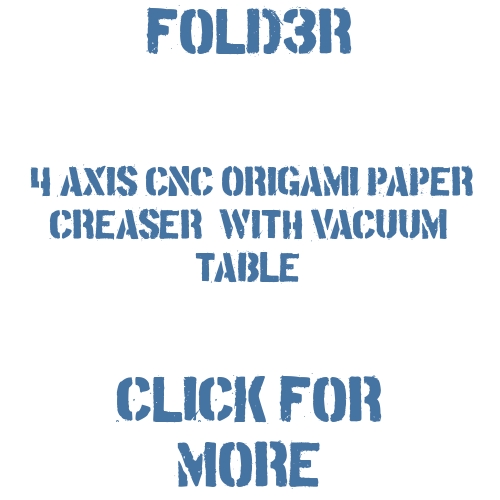 FOLD3R
4 AXIS CNC ORIGAMI PAPER
CREASER WITH VACUUM
TABLE
CLICK FOR
MORE